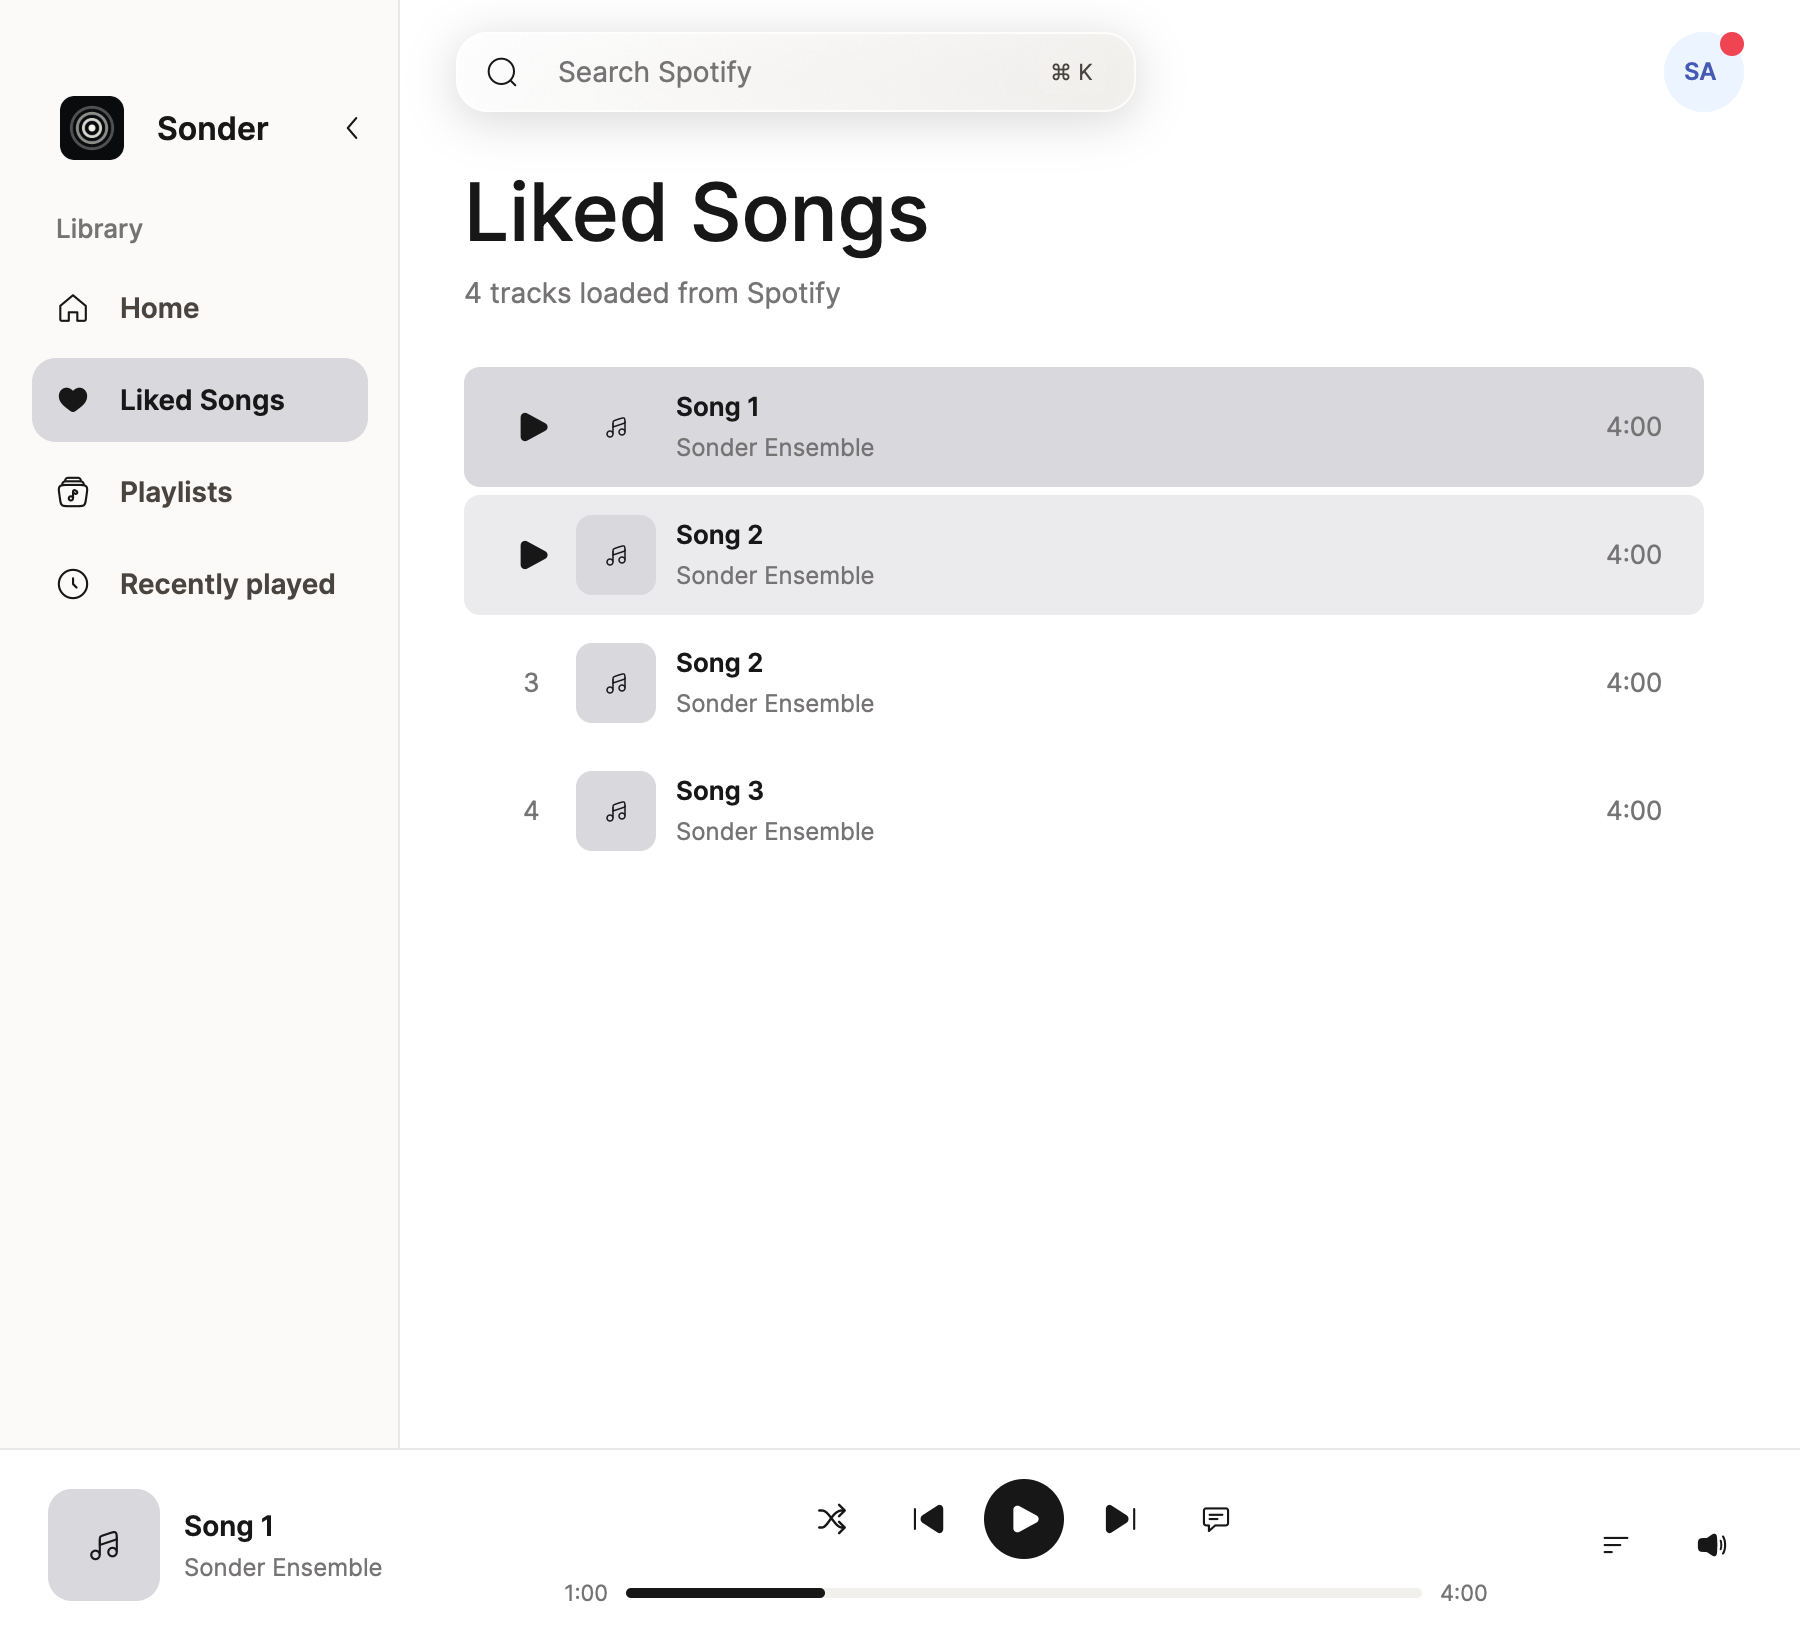 Sonder
Library
Home
Liked Songs
Playlists
Recently played
Search Spotify
⌘ K
SA
Liked Songs
4 tracks loaded from Spotify
Song 1
Sonder Ensemble
4:00
Song 2
Sonder Ensemble
4:00
3
Song 2
Sonder Ensemble
4:00
4
Song 3
Sonder Ensemble
4:00
Song 1
Sonder Ensemble
1:00
4:00